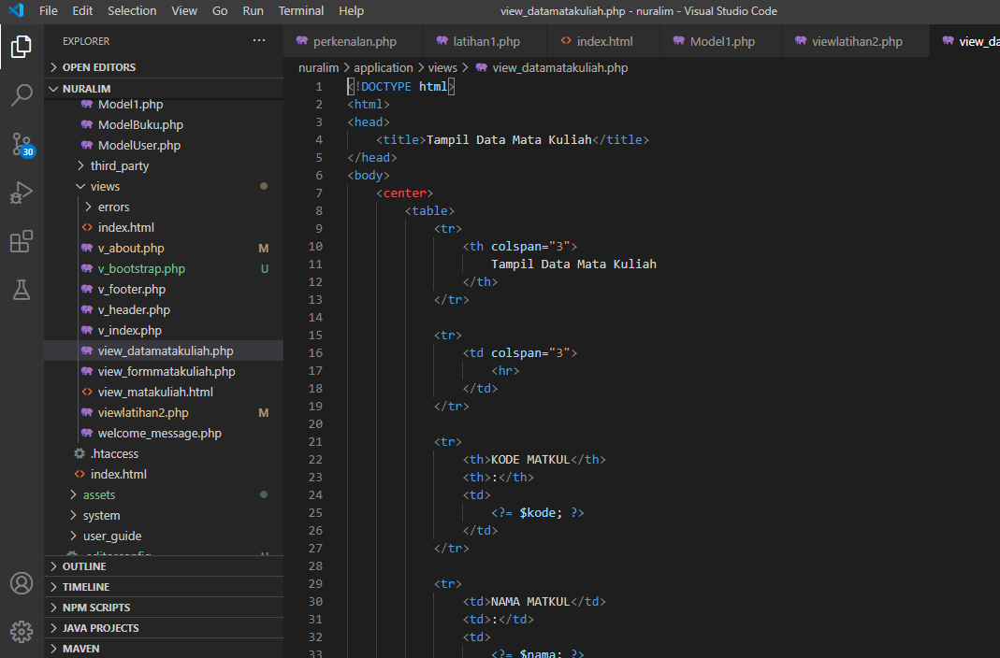 File Edit Selection View Go Run Terminal Help view_datamatakuliah.php - nuralim - Visual Studio Code
EXPLORER ···
perkenalan.php latihan1.php index.html Model1.php viewlatihan2.php view_da
OPEN EDITORS
NURALIM
Model1.php
ModelBuku.php
ModelUser.php
third_party
views
errors
index.html
v_about.php M
v_bootstrap.php U
v_footer.php
v_header.php
v_index.php
view_datamatakuliah.php
view_formmatakuliah.php
view_matakuliah.html
viewlatihan2.php M
welcome_message.php
.htaccess
index.html
assets
system
user_guide
.editorconfig U
OUTLINE
TIMELINE
NPM SCRIPTS
JAVA PROJECTS
MAVEN
30
nuralim > application > views > view_datamatakuliah.php
1 <!DOCTYPE html>
2 <html>
3 <head>
4 <title>Tampil Data Mata Kuliah</title>
5 </head>
6 <body>
7 <center>
8 <table>
9 <tr>
10 <th colspan="3">
11 Tampil Data Mata Kuliah
12 </th>
13 </tr>
14
15 <tr>
16 <td colspan="3">
17 <hr>
18 </td>
19 </tr>
20
21 <tr>
22 <th>KODE MATKUL</th>
23 <th>:</th>
24 <td>
25 <?= $kode; ?>
26 </td>
27 </tr>
28
29 <tr>
30 <td>NAMA MATKUL</td>
31 <td>:</td>
32 <td>
33 <?= $nama; ?>